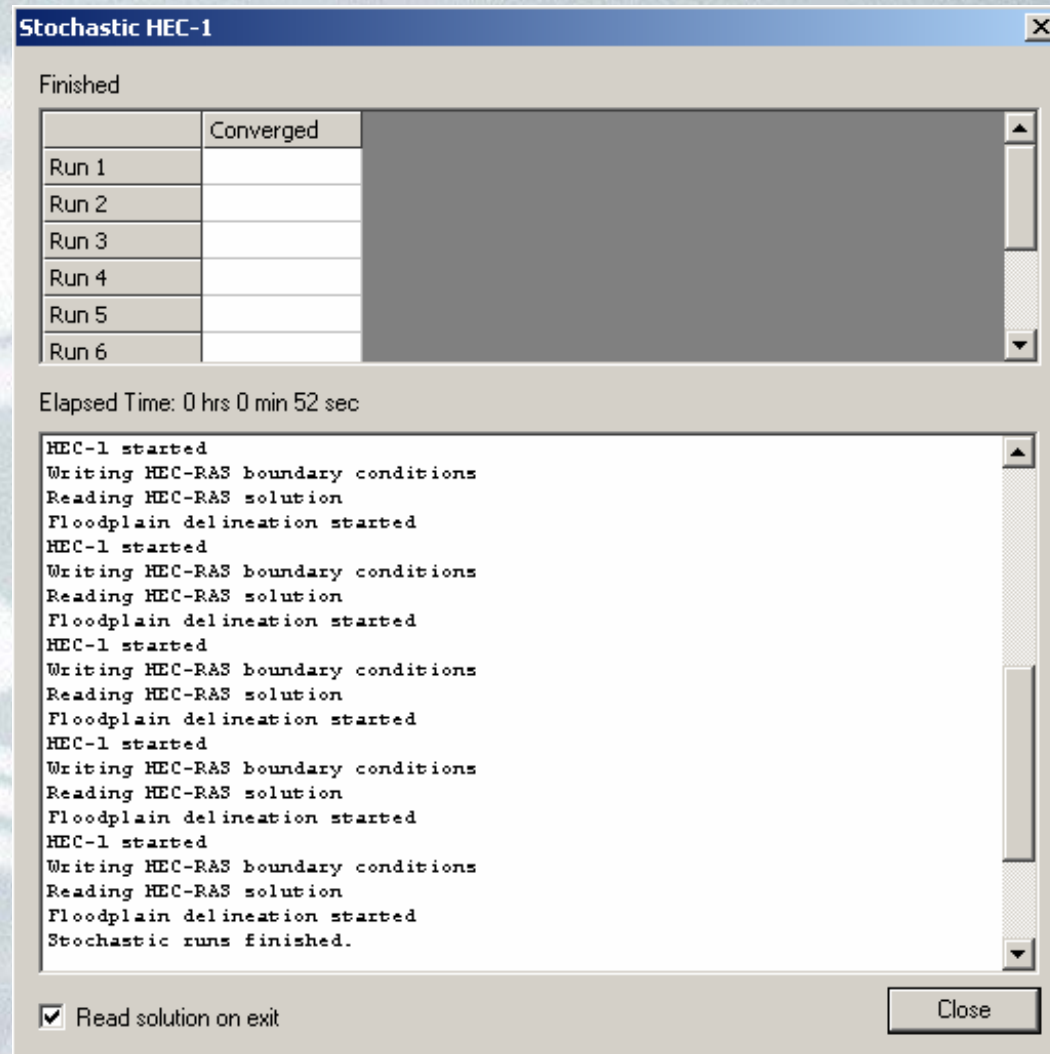 Stochastic HEC-1
Finished
Converged
Run 1
Run 2
Run 3
Run 4
Run 5
Run 6
Elapsed Time: 0 hrs 0 min 52 sec
HEC-1 started
Writing HEC-RAS boundary conditions
Reading HEC-RAS solution
Floodplain delineation started
HEC-1 started
Writing HEC-RAS boundary conditions
Reading HEC-RAS solution
Floodplain delineation started
HEC-1 started
Writing HEC-RAS boundary conditions
Reading HEC-RAS solution
Floodplain delineation started
HEC-1 started
Writing HEC-RAS boundary conditions
Reading HEC-RAS solution
Floodplain delineation started
HEC-1 started
Writing HEC-RAS boundary conditions
Reading HEC-RAS solution
Floodplain delineation started
Stochastic runs finished.
Read solution on exit
Close